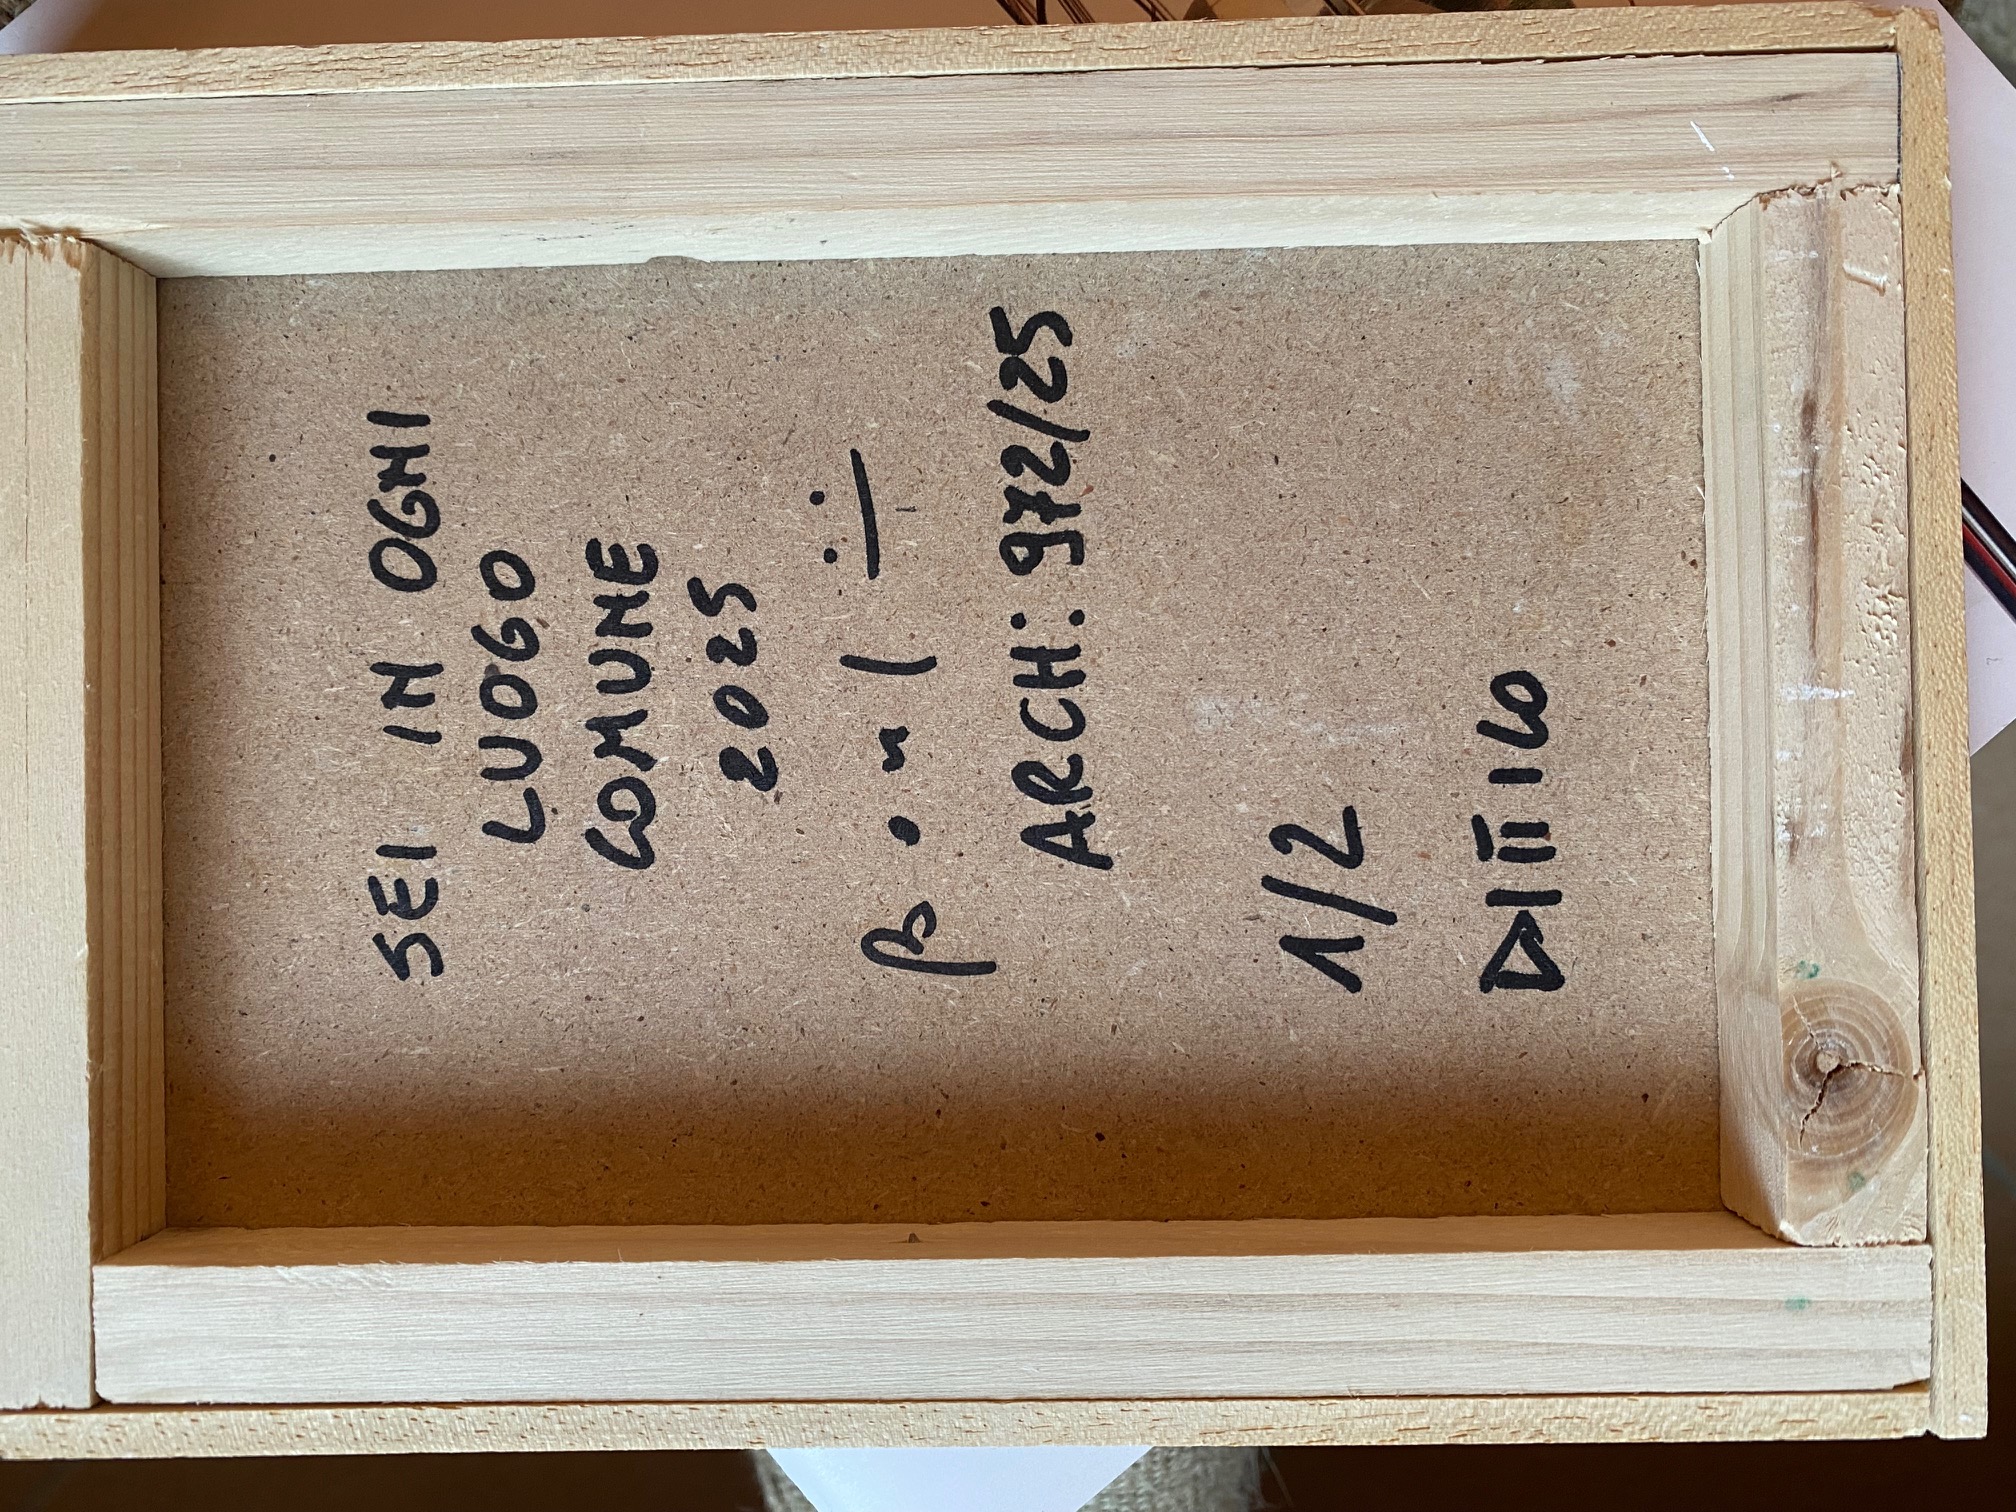 SEI IN OGNI
LUOGO
COMUNE
2025
ARCH: 972/25
1/2